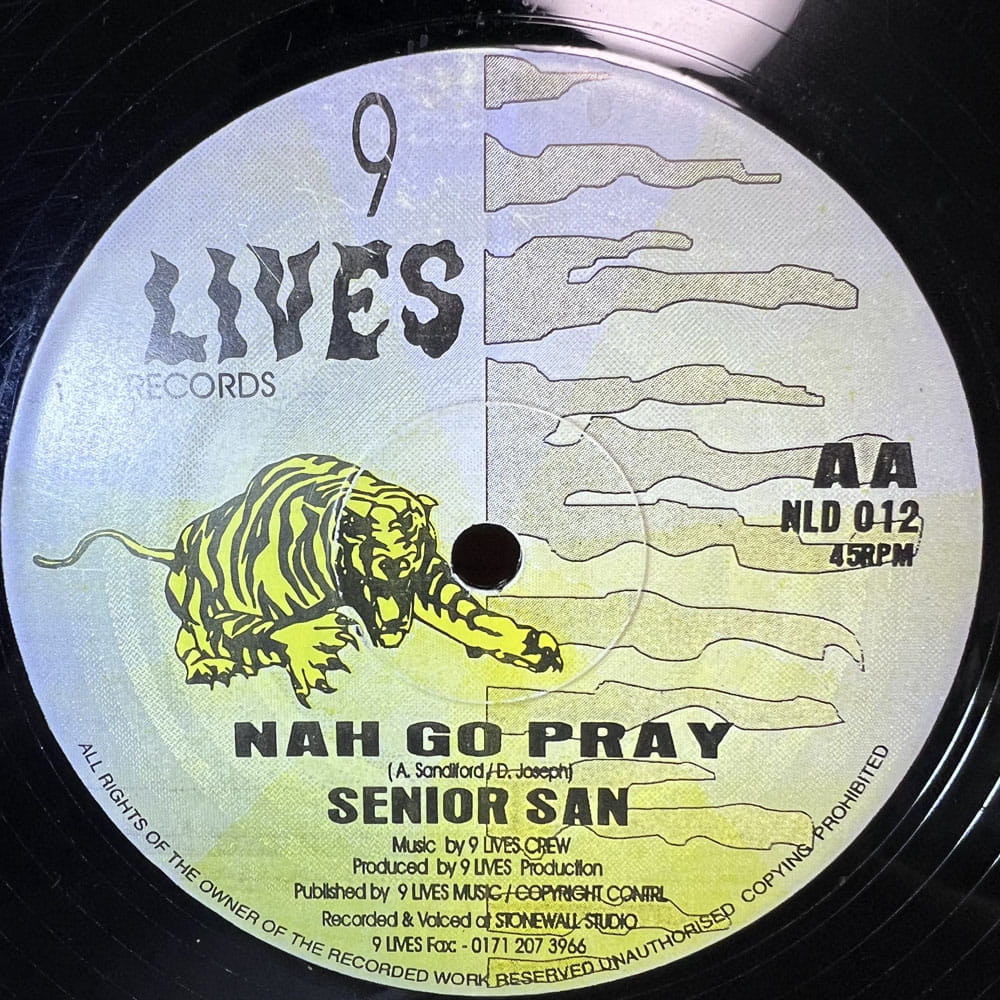 9
LIVES
RECORDS
AA
NLD 012
45RPM
NAH GO PRAY
( A. Sandiford / D. Joseph)
SENIOR SAN
Music by 9 LIVES CREW
Produced by 9 LIVES Production
Published by 9 LIVES MUSIC / COPYRIGHT CONTRL
Recorded & Voiced at STONEWALL STUDIO
9 LIVES Fax: - 0171 207 3966
ALL RIGHTS OF THE OWNER OF THE RECORDED WORK RESERVED UNAUTHORISED COPYING PROHIBITED